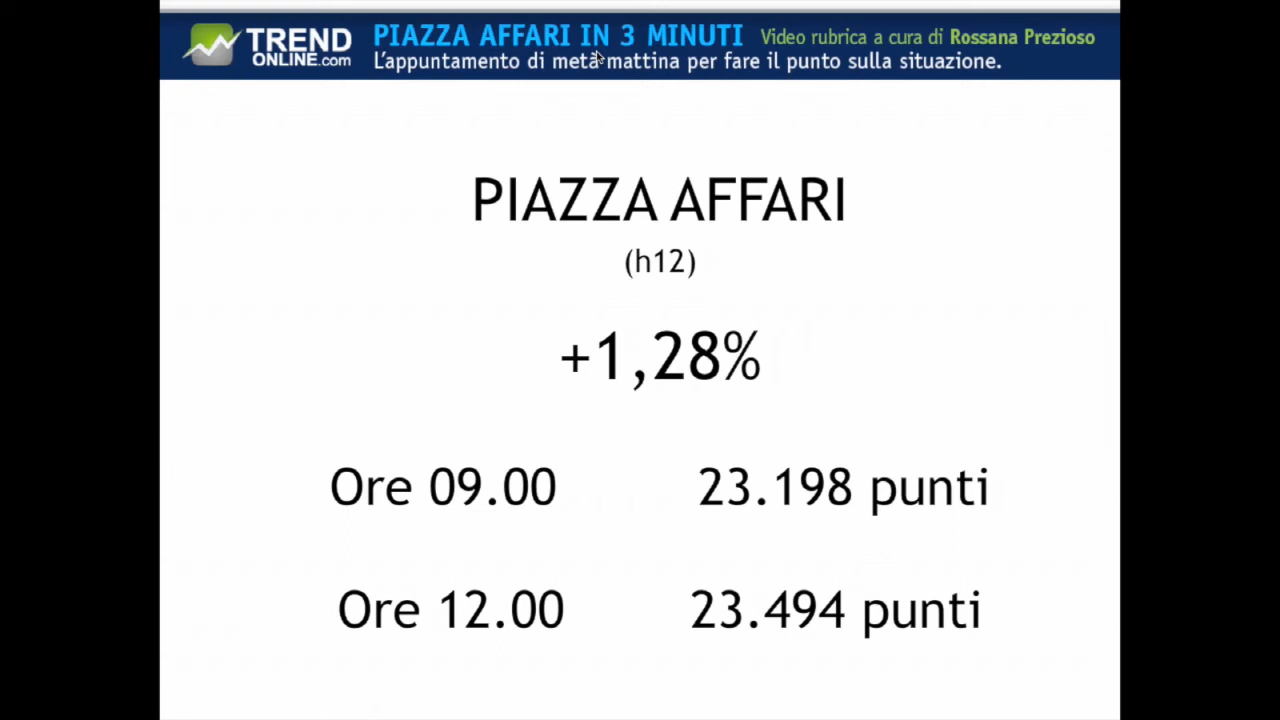 TREND
ONLINE.com
PIAZZA AFFARI IN 3 MINUTI Video rubrica a cura di Rossana Prezioso
L'appuntamento di metà mattina per fare il punto sulla situazione.
PIAZZA AFFARI
(h12)
+1,28%
Ore 09.00 23.198 punti
Ore 12.00 23.494 punti